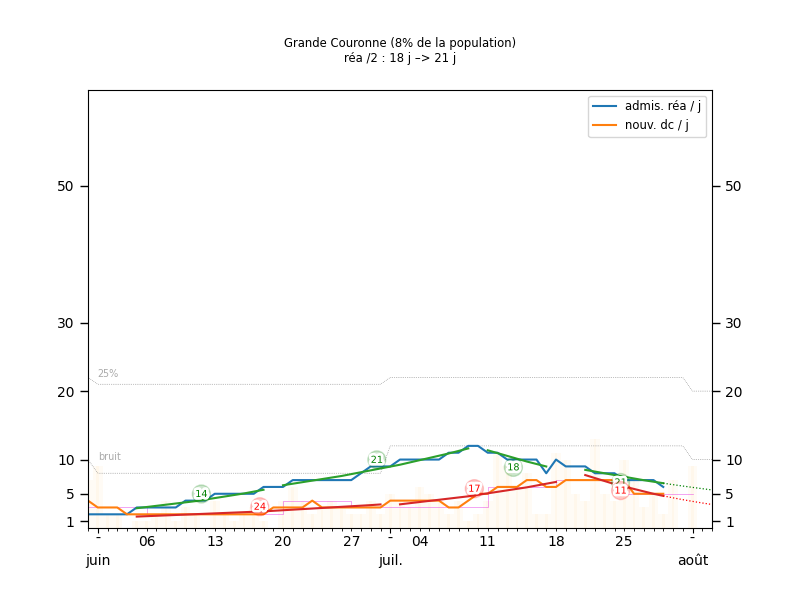 Grande Couronne (8% de la population)
réa /2 : 18 j –> 21 j
admis. réa / j
nouv. dc / j
50 50
30 30
25%
20 20
bruit
10 21 10
18
17 21
5 14 11 5
24
1 1
- 06 13 20 27 - 04 11 18 25 -
juin juil. août